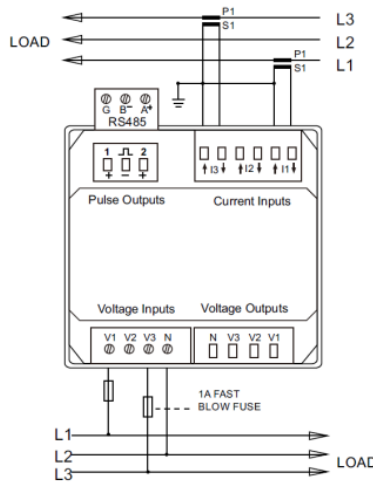 P1
L3
S1
LOAD
L2
P1
L1
S1
G B- A+
RS485
1 2
+ − +
I3 I2 I1
Pulse Outputs
Current Inputs
Voltage Inputs
Voltage Outputs
V1 V2 V3 N
N V3 V2 V1
1A FAST
BLOW FUSE
L1
L2
LOAD
L3